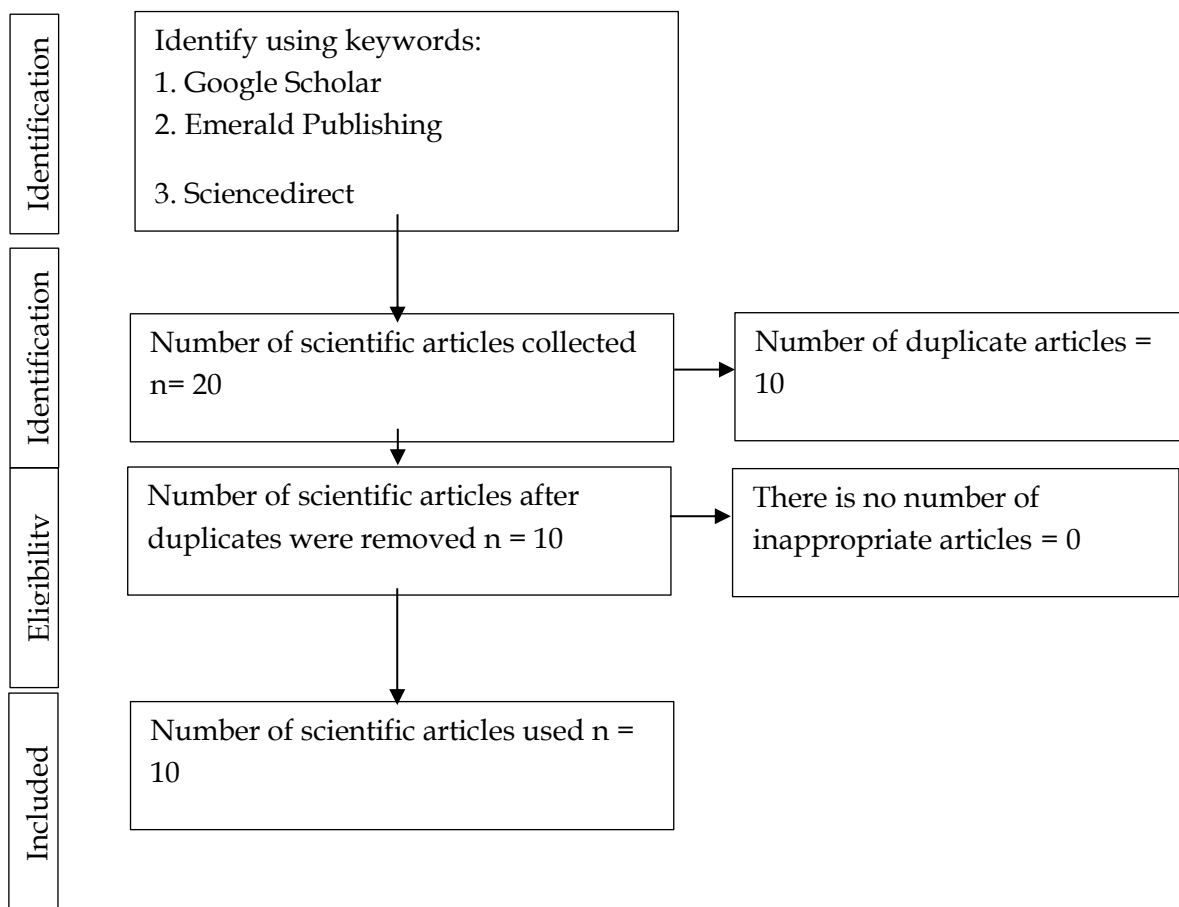 Identification
Identify using keywords:
1. Google Scholar
2. Emerald Publishing
3. Sciencedirect
Identification
Number of scientific articles collected
n= 20
Number of duplicate articles =
10
Eligibility
Number of scientific articles after
duplicates were removed n = 10
There is no number of
inappropriate articles = 0
Included
Number of scientific articles used n =
10